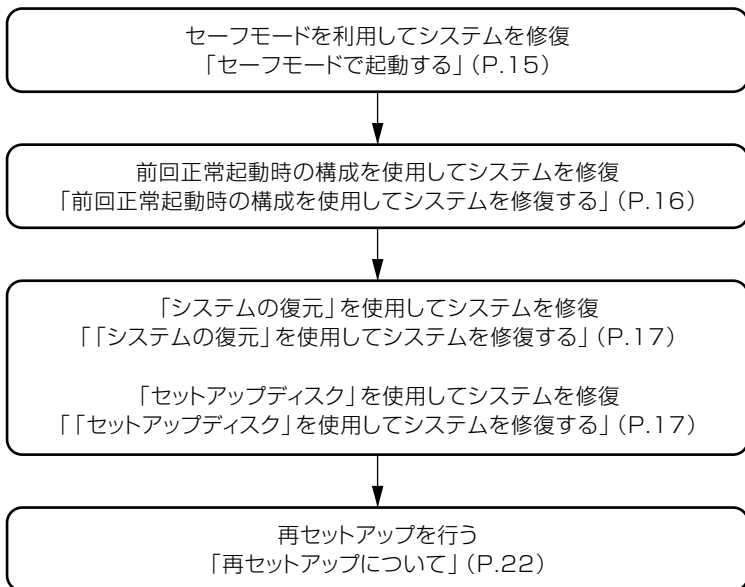 セーフモードを利用してシステムを修復
「セーフモードで起動する」（P.15）
前回正常起動時の構成を使用してシステムを修復
「前回正常起動時の構成を使用してシステムを修復する」（P.16）
「システムの復元」を使用してシステムを修復
「「システムの復元」を使用してシステムを修復する」（P.17）
「セットアップディスク」を使用してシステムを修復
「「セットアップディスク」を使用してシステムを修復する」（P.17）
再セットアップを行う
「再セットアップについて」（P.22）